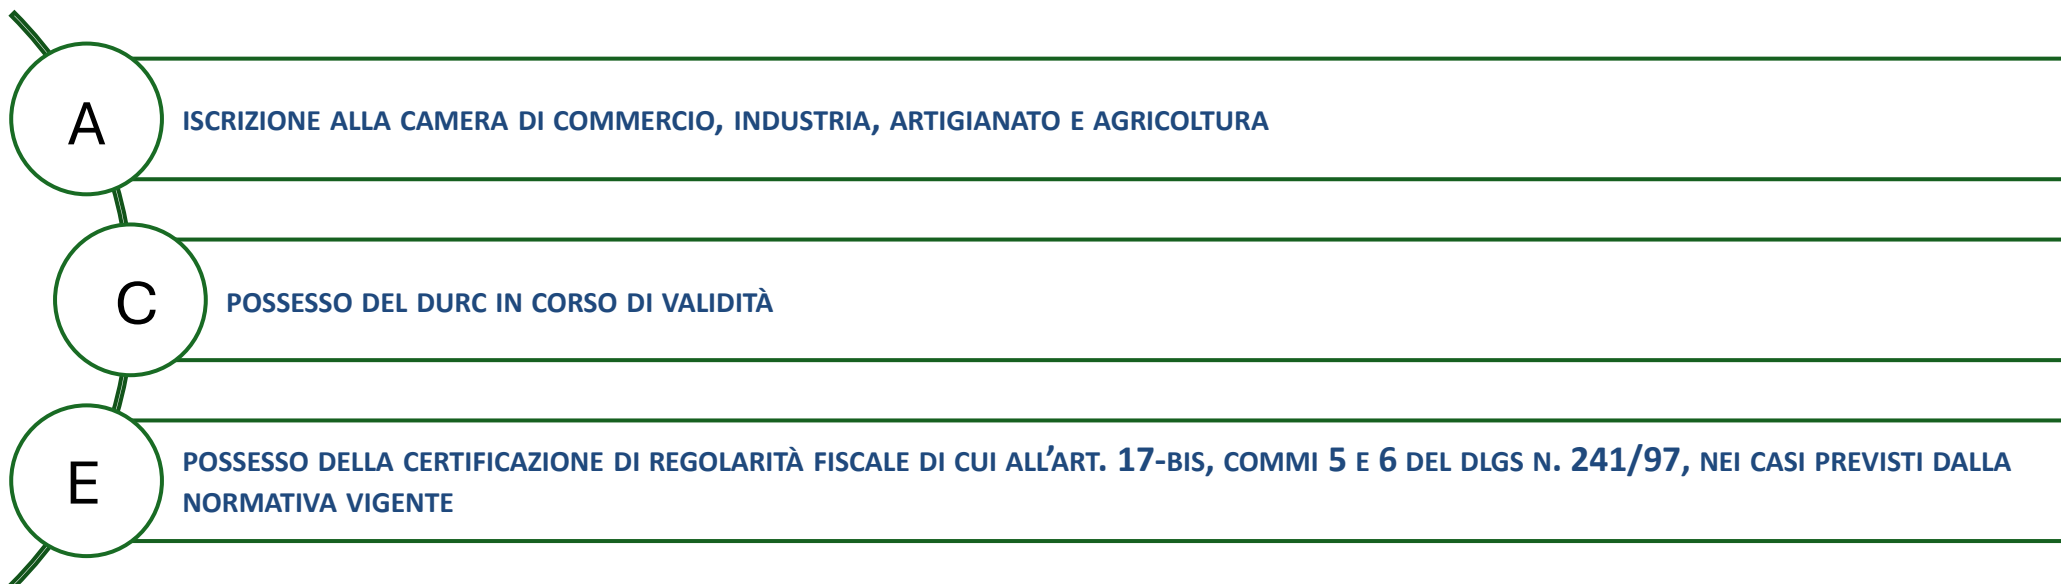 A
ISCRIZIONE ALLA CAMERA DI COMMERCIO, INDUSTRIA, ARTIGIANATO E AGRICOLTURA
C
POSSESSO DEL DURC IN CORSO DI VALIDITÀ
E
POSSESSO DELLA CERTIFICAZIONE DI REGOLARITÀ FISCALE DI CUI ALL’ART. 17-BIS, COMMI 5 E 6 DEL DLGS N. 241/97, NEI CASI PREVISTI DALLA
NORMATIVA VIGENTE